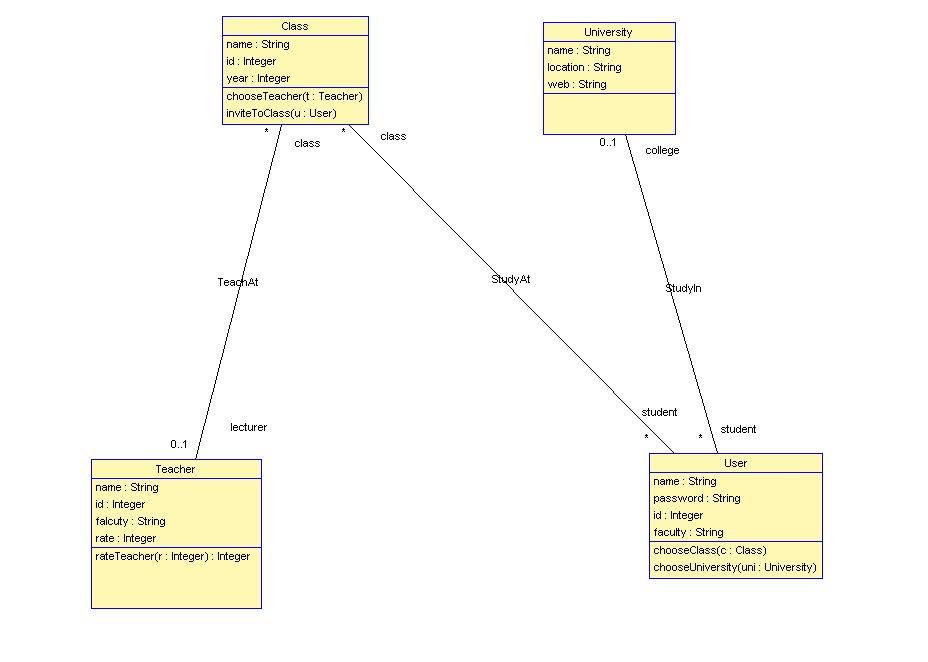 Class
name : String
id : Integer
year : Integer
chooseTeacher(t : Teacher)
inviteToClass(u : User)
University
name : String
location : String
web : String
*
class
*
class
0..1
college
TeachAt
StudyAt
StudyIn
lecturer
0..1
student
*
student
*
Teacher
name : String
id : Integer
falcuty : String
rate : Integer
rateTeacher(r : Integer) : Integer
User
name : String
password : String
id : Integer
faculty : String
chooseClass(c : Class)
chooseUniversity(uni : University)